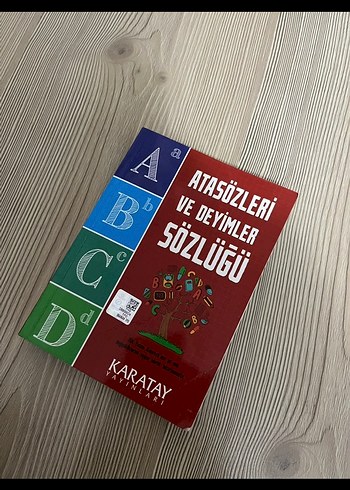 A a
B b
C c
D d
ATASÖZLERİ
VE DEYİMLER
SÖZLÜĞÜ
KARATAY
YAYINLARI